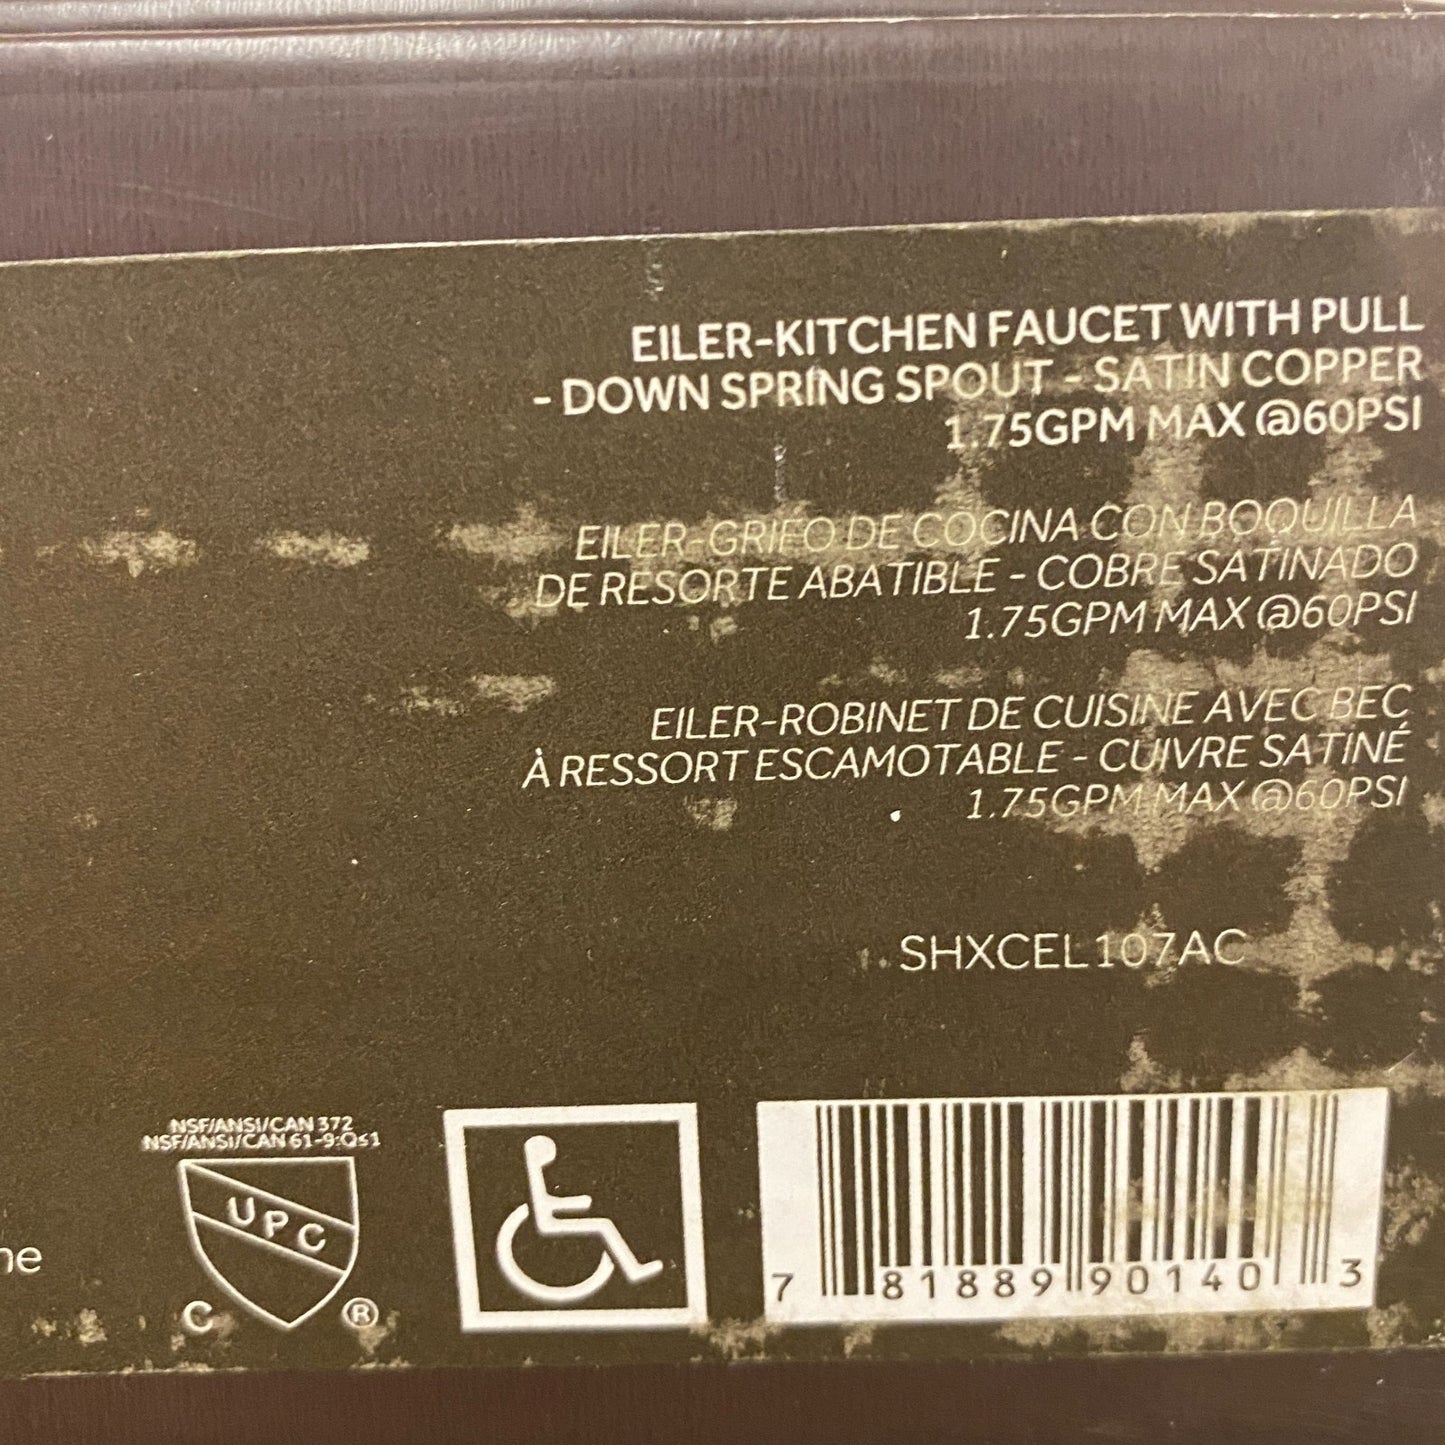 EILER-KITCHEN FAUCET WITH PULL
- DOWN SPRING SPOUT - SATIN COPPER
1.75GPM MAX @60PSI
EILER-GRIFO DE COCINA CON BOQUILLA
DE RESORTE ABATIBLE - COBRE SATINADO
1.75GPM MAX @60PSI
EILER-ROBINET DE CUISINE AVEC BEC
À RESSORT ESCAMOTABLE - CUIVRE SATINÉ
1.75GPM MAX @60PSI
SHXCEL107AC
NSF/ANSI/CAN 372
NSF/ANSI/CAN 61-9:Q≤1
UPC
C ®
7 81889 90140 3